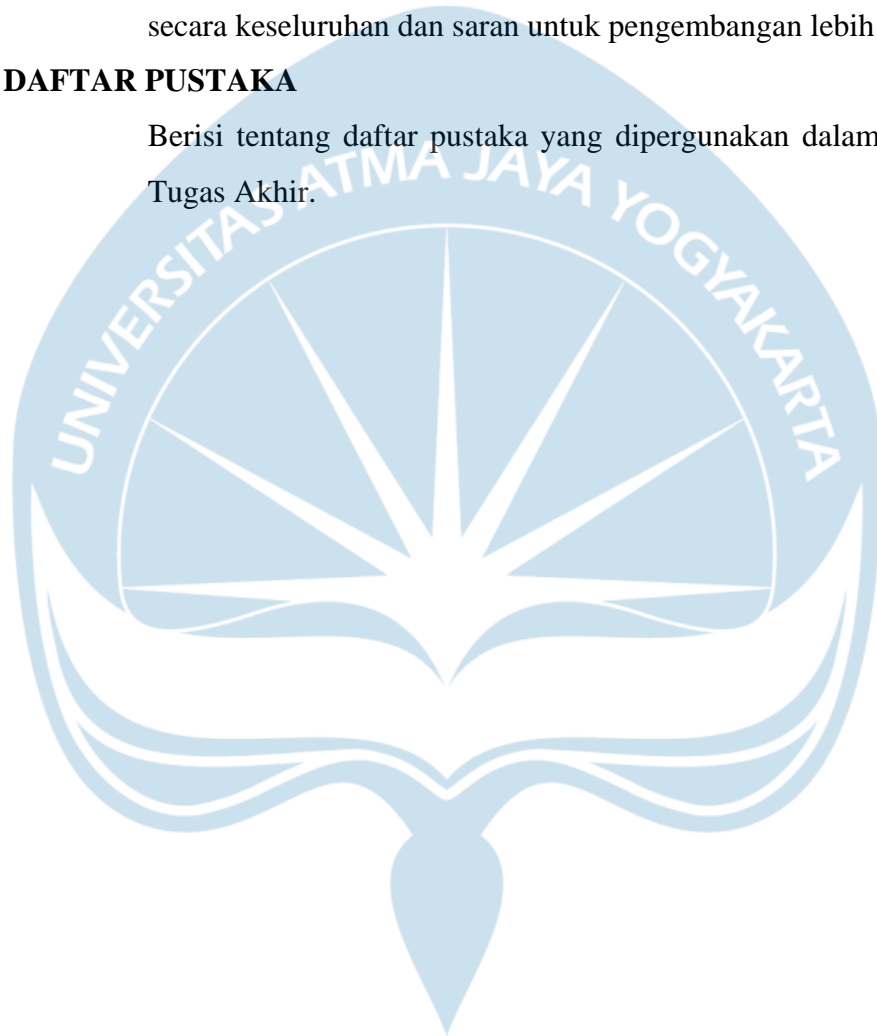 secara keseluruhan dan saran untuk pengembangan lebih
DAFTAR PUSTAKA
Berisi tentang daftar pustaka yang dipergunakan dalam
Tugas Akhir.
UNIVERSITAS ATMA JAYA YOGYAKARTA